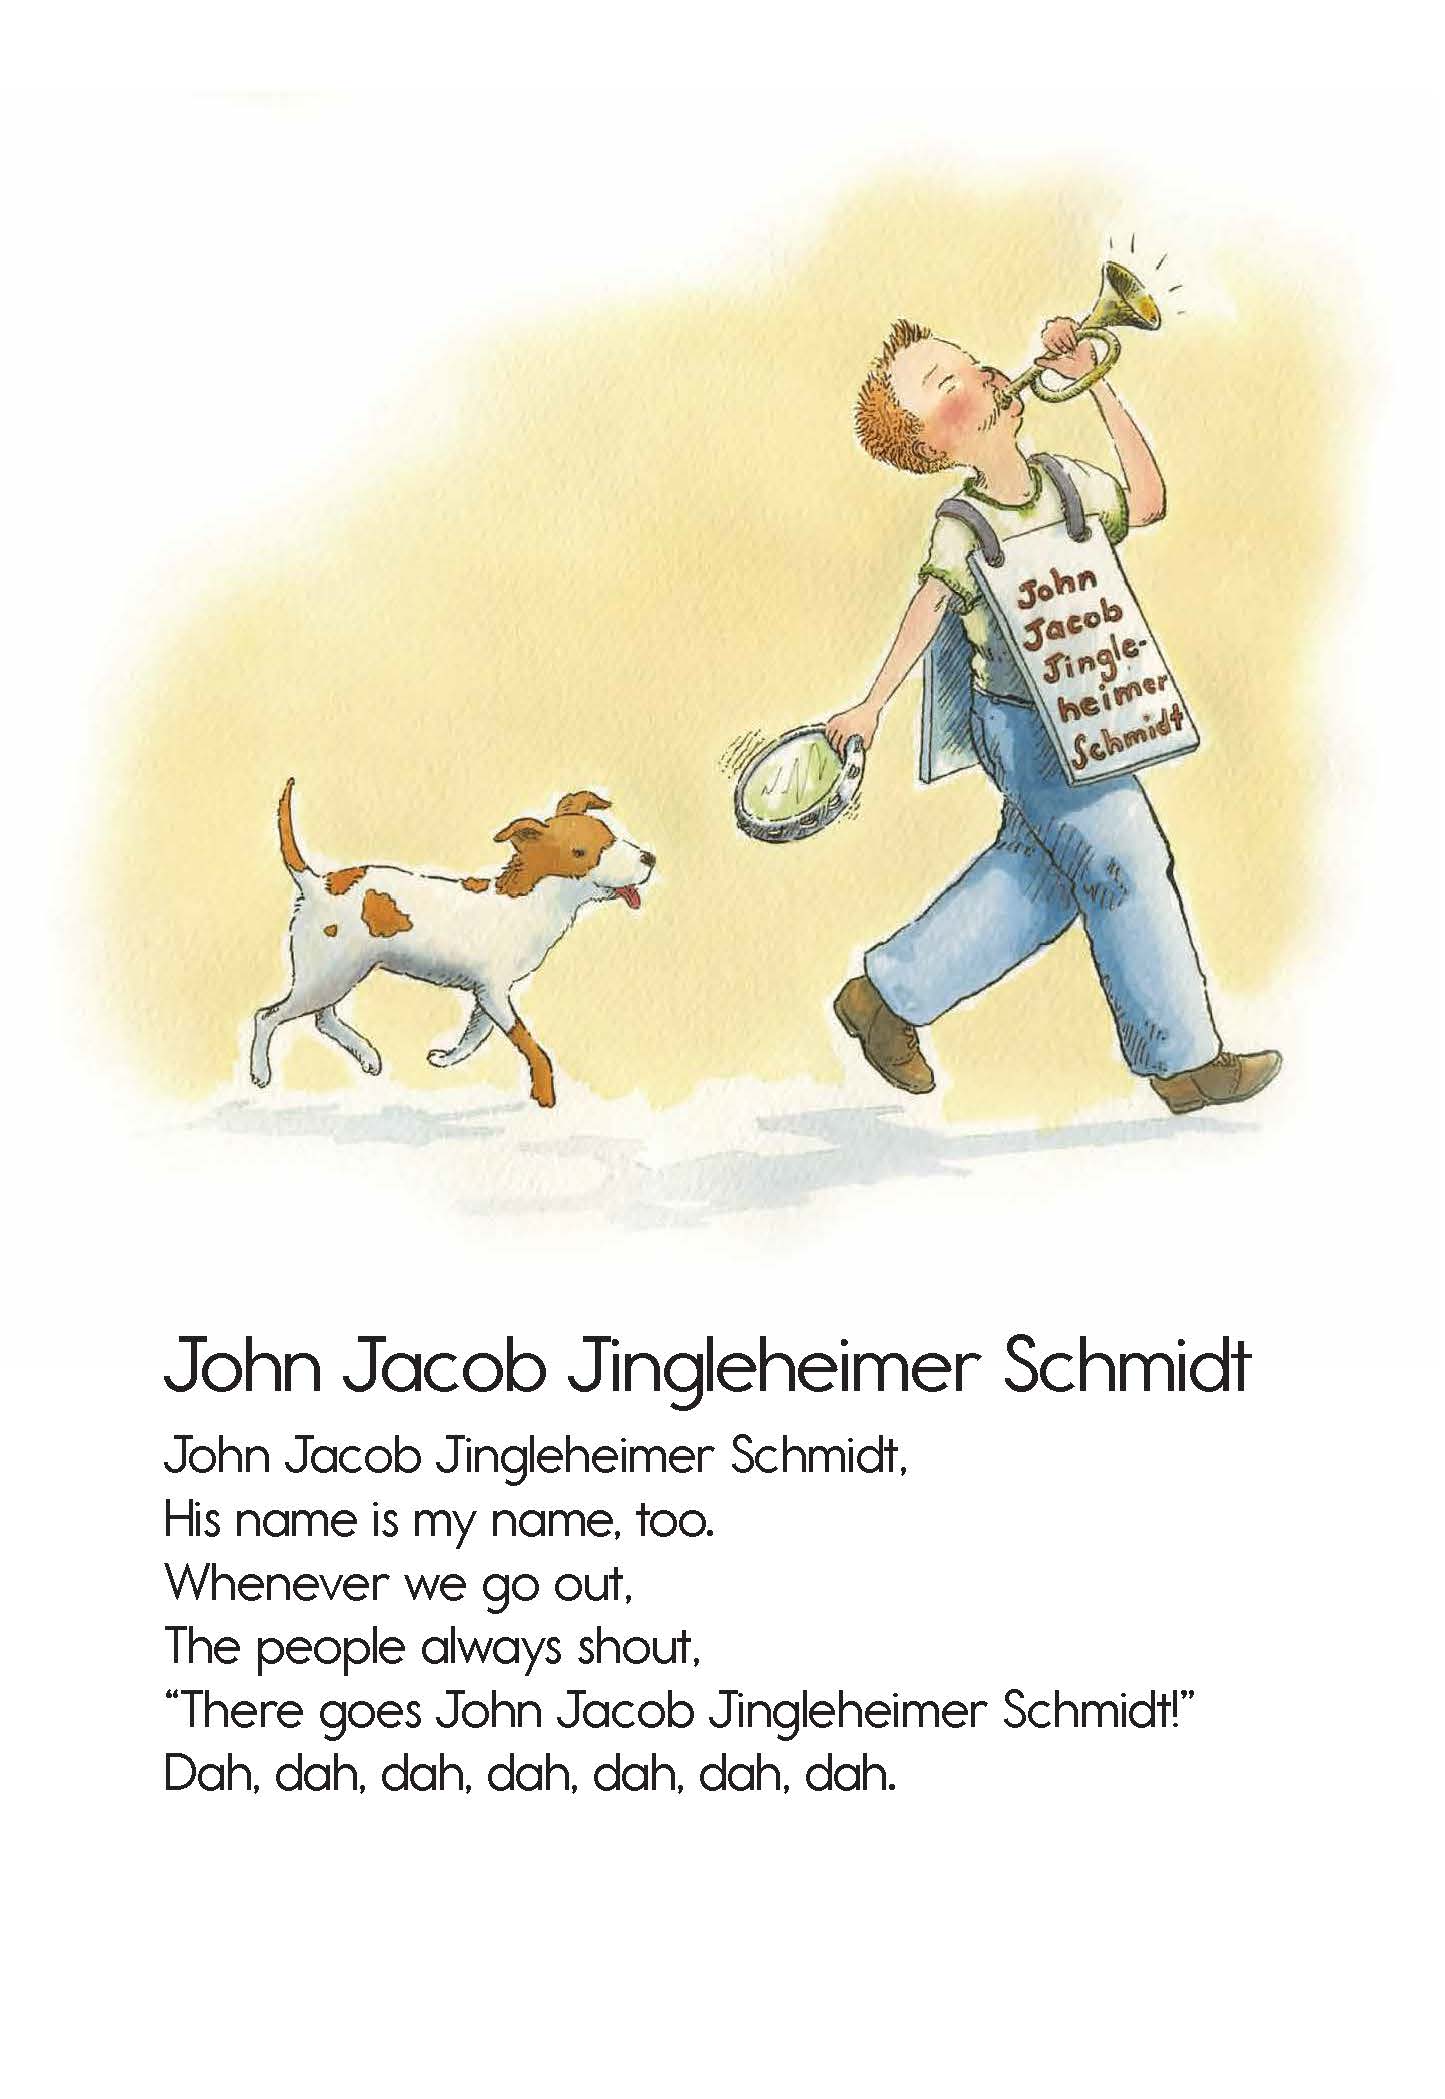 John
Jacob
Jingle-
heimer
Schmidt
John Jacob Jingleheimer Schmidt
John Jacob Jingleheimer Schmidt,
His name is my name, too.
Whenever we go out,
The people always shout,
“There goes John Jacob Jingleheimer Schmidt!”
Dah, dah, dah, dah, dah, dah, dah.